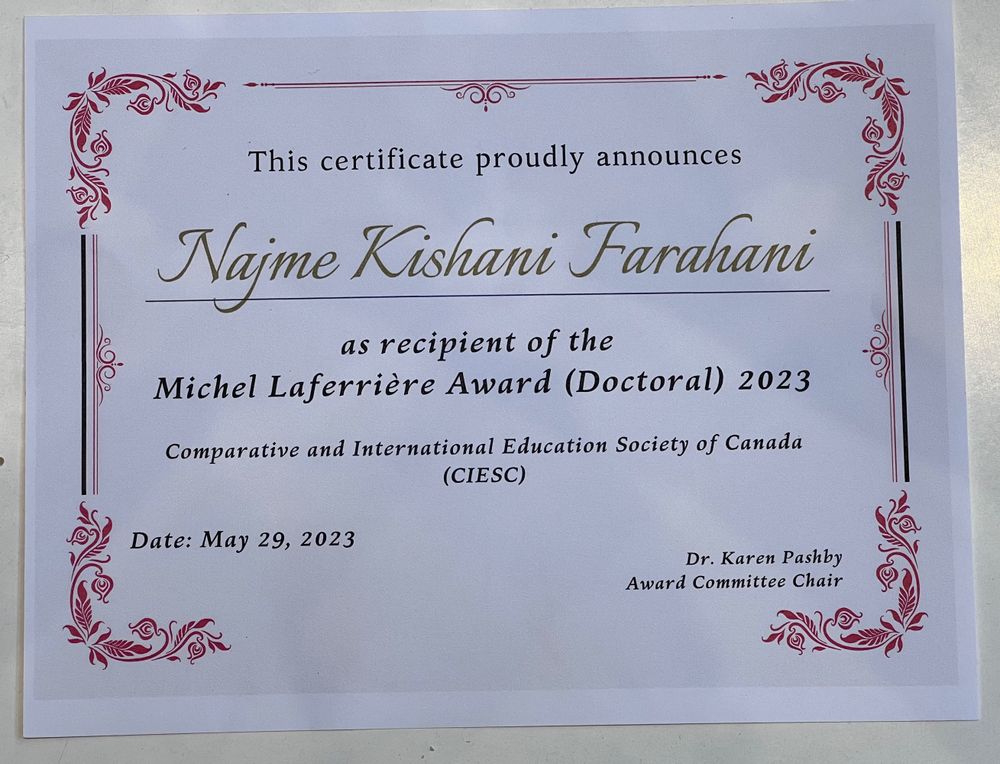 This certificate proudly announces
Najme Kishani Farahani
as recipient of the
Michel Laferrière Award (Doctoral) 2023
Comparative and International Education Society of Canada
(CIESC)
Date: May 29, 2023
Dr. Karen Pashby
Award Committee Chair